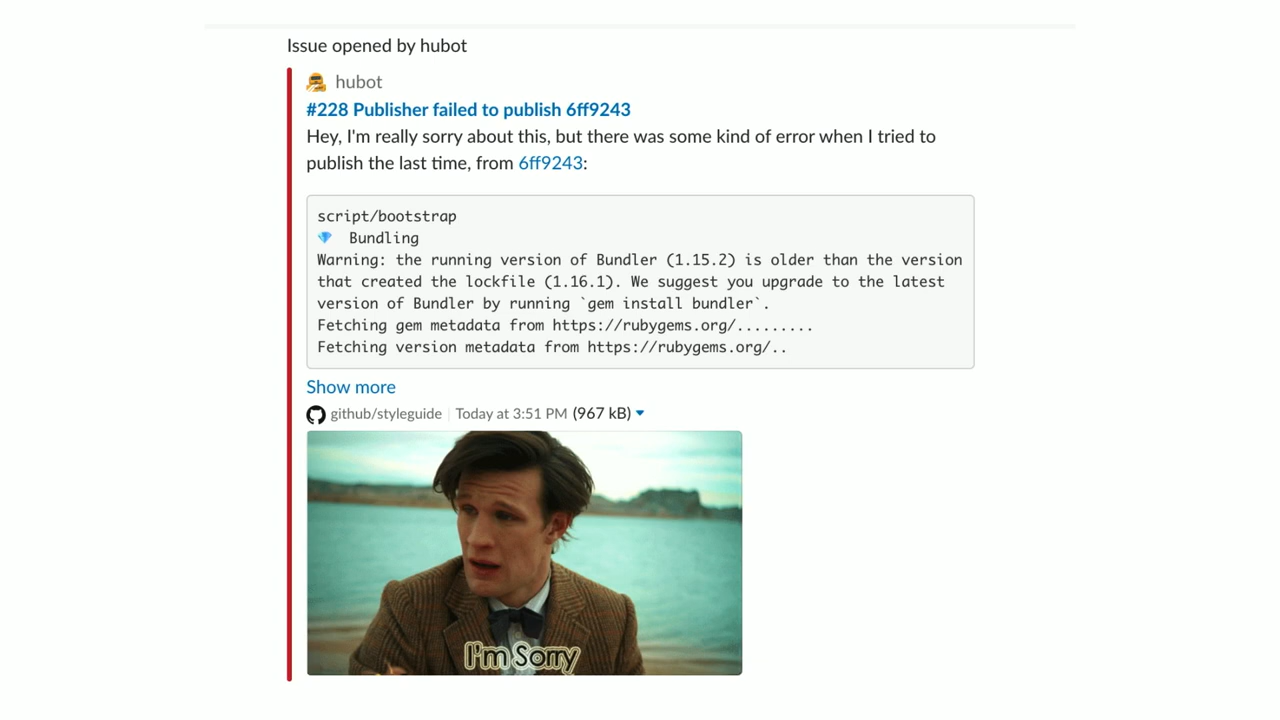 Issue opened by hubot
hubot
#228 Publisher failed to publish 6ff9243
Hey, I'm really sorry about this, but there was some kind of error when I tried to
publish the last time, from 6ff9243:
script/bootstrap
Bundling
Warning: the running version of Bundler (1.15.2) is older than the version
that created the lockfile (1.16.1). We suggest you upgrade to the latest
version of Bundler by running `gem install bundler`.
Fetching gem metadata from https://rubygems.org/.........
Fetching version metadata from https://rubygems.org/..
Show more
github/styleguide Today at 3:51 PM (967 kB)
I'm Sorry